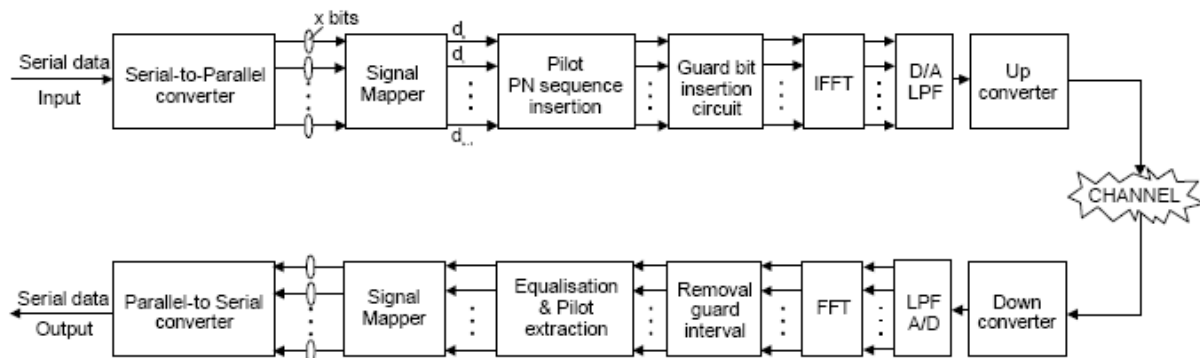 x bits
Serial data
Input
Serial-to-Parallel
converter
Signal
Mapper
d
d
d
Pilot
PN sequence
insertion
Guard bit
insertion
circuit
IFFT
D/A
LPF
Up
converter
CHANNEL
Serial data
Output
Parallel-to Serial
converter
Signal
Mapper
Equalisation
& Pilot
extraction
Removal
guard
interval
FFT
LPF
A/D
Down
converter